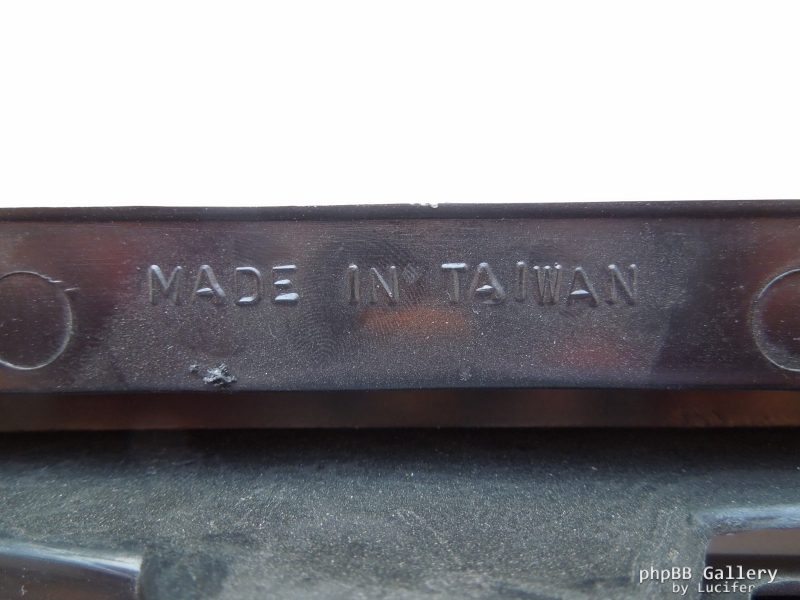 MADE IN TAIWAN
phpBB Gallery
by Lucifer